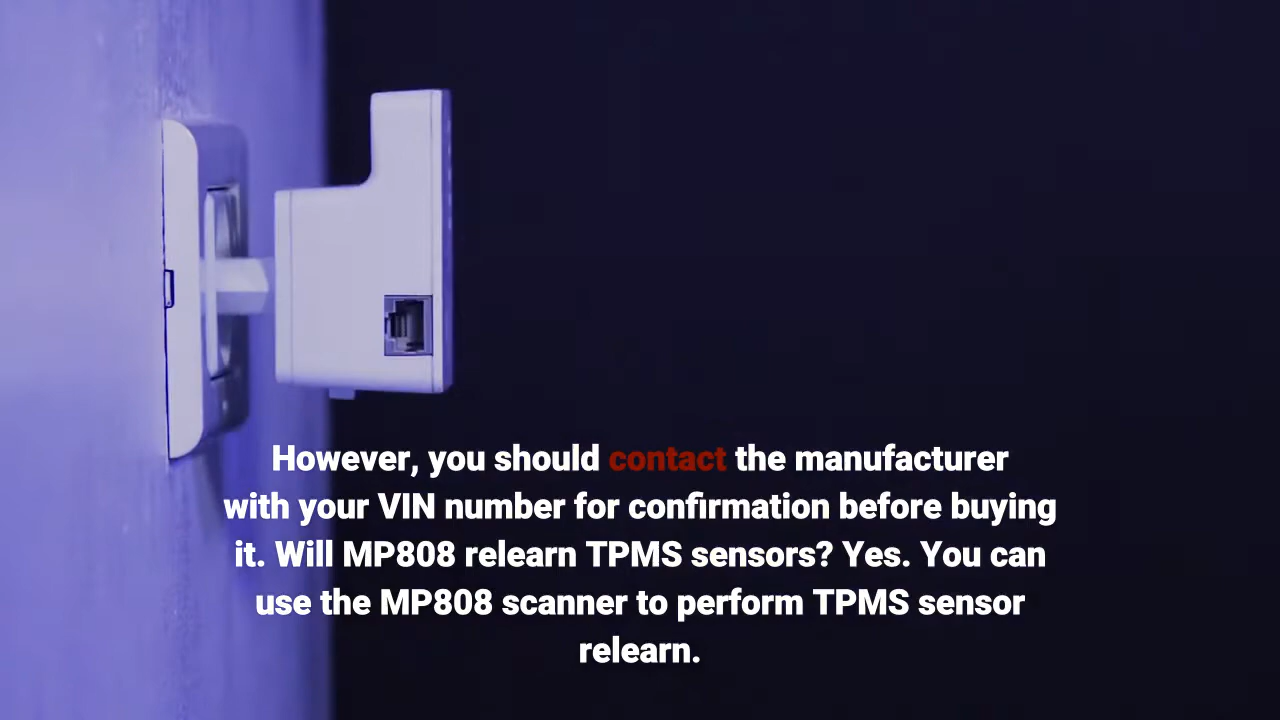 However, you should contact the manufacturer
with your VIN number for confirmation before buying
it. Will MP808 relearn TPMS sensors? Yes. You can
use the MP808 scanner to perform TPMS sensor
relearn.